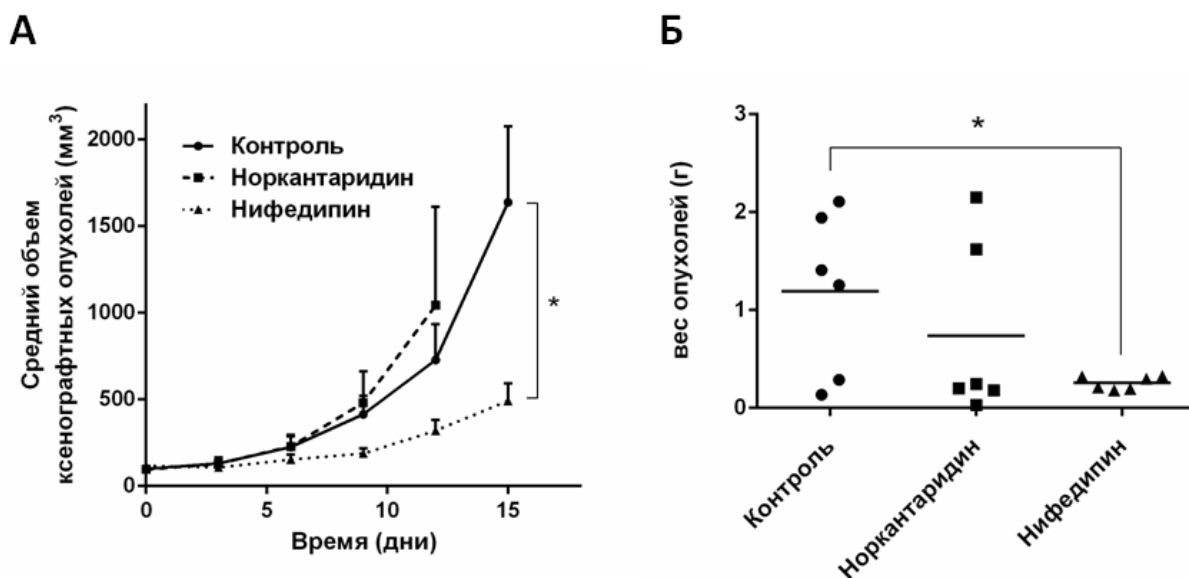 А
Средний объем
ксенографтных опухолей (мм³)
2000
1500
1000
500
0
Контроль
Норкантаридин
Нифедипин
*
0
5
10
15
Время (дни)
Б
вес опухолей (г)
3
2
1
0
*
Контроль
Норкантаридин
Нифедипин